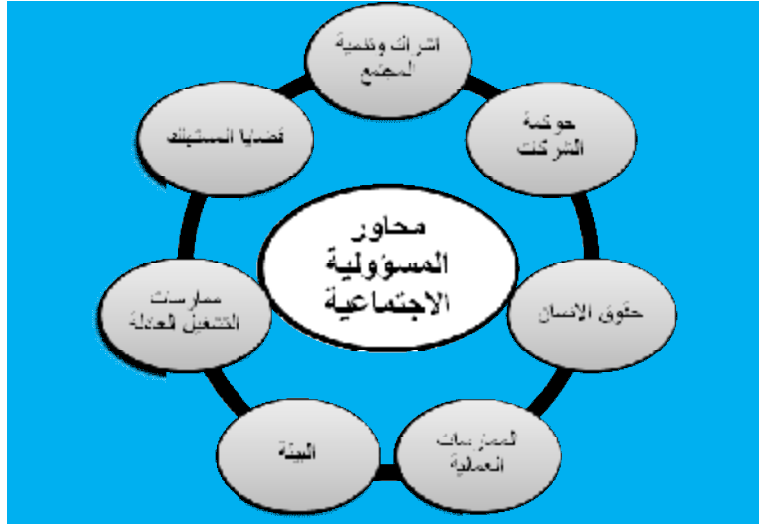 اشراك وتنمية
المجتمع
حوكمة
الشركات
حقوق الانسان
الممارسات
العمالية
البيئة
ممارسات
التشغيل العادلة
قضايا المستهلك
محاور
المسؤولية
الاجتماعية